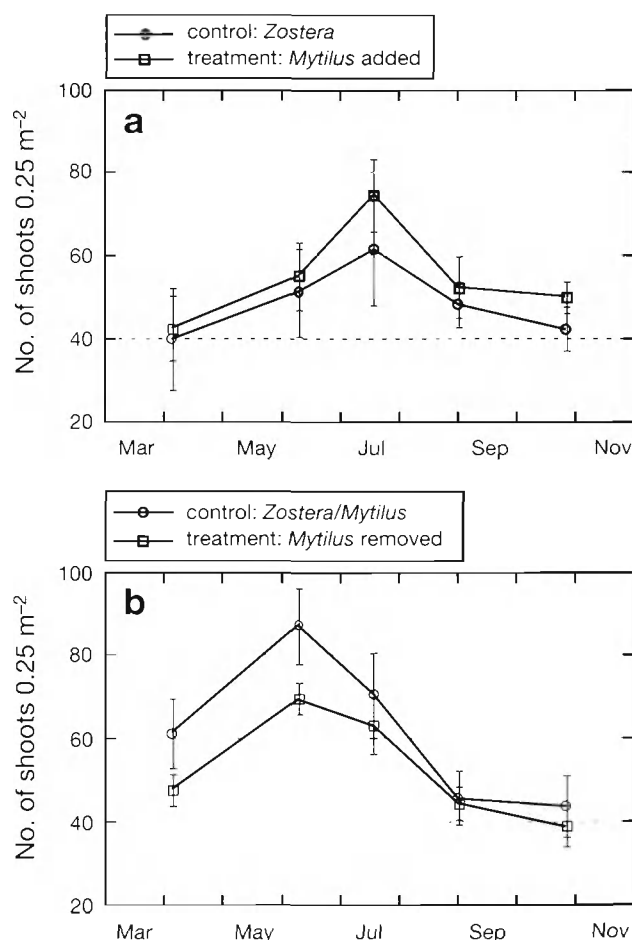 control: Zostera
treatment: Mytilus added
a
No. of shoots 0.25 m⁻²
100
80
60
40
20
Mar May Jul Sep Nov
control: Zostera/Mytilus
treatment: Mytilus removed
b
No. of shoots 0.25 m⁻²
100
80
60
40
20
Mar May Jul Sep Nov